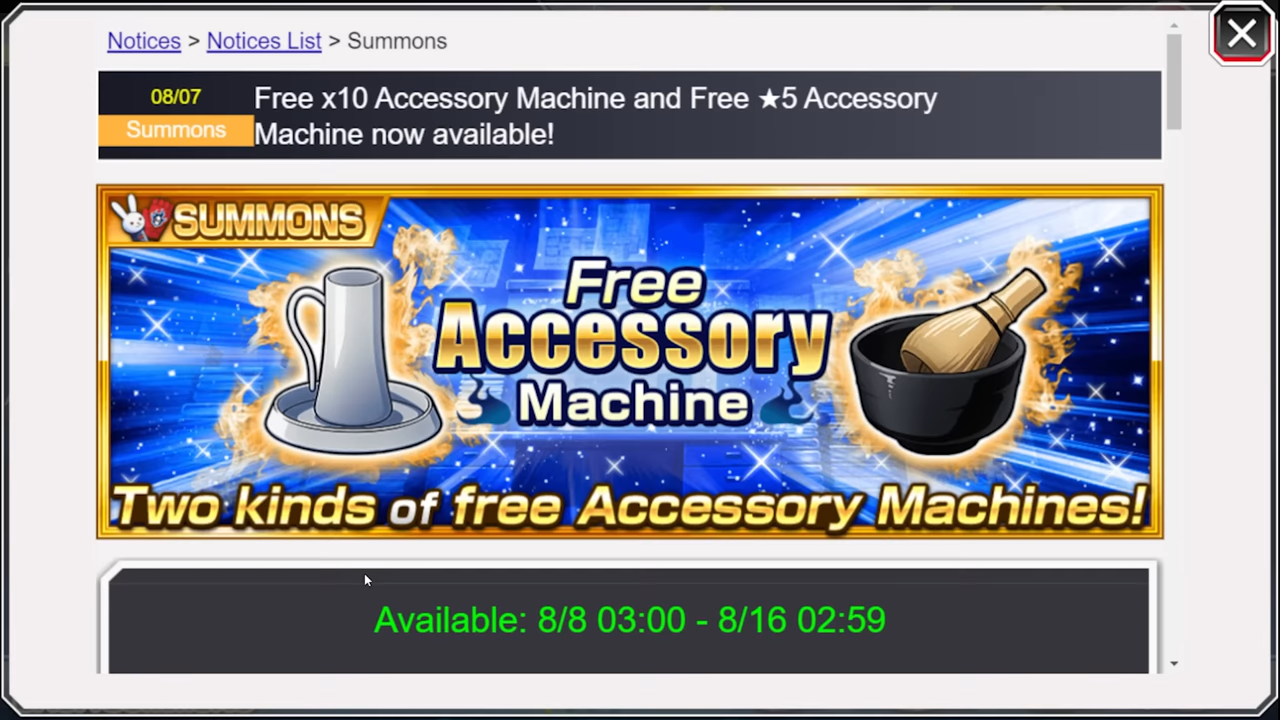 Notices > Notices List > Summons
08/07
Summons
Free x10 Accessory Machine and Free ★5 Accessory
Machine now available!
SUMMONS
Free
Accessory
Machine
Two kinds of free Accessory Machines!
Available: 8/8 03:00 - 8/16 02:59